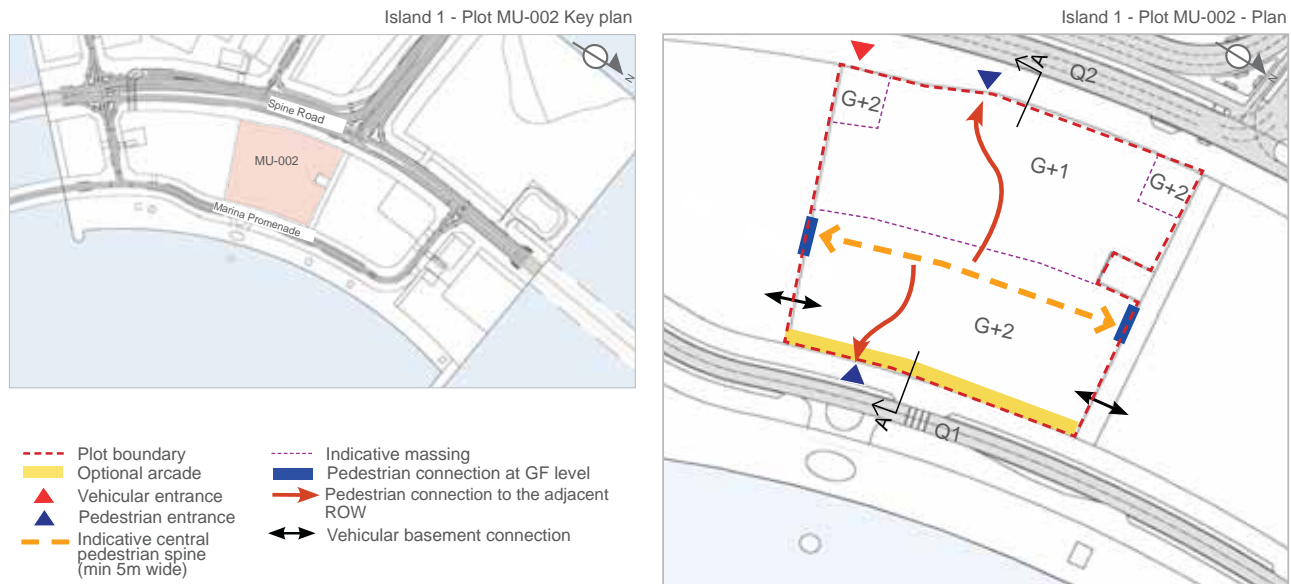 Island 1 - Plot MU-002 Key plan
N
Spine Road
MU-002
Marina Promenade
Island 1 - Plot MU-002 - Plan
N
A
Q2
G+2
G+1
G+2
G+2
A
Q1
Plot boundary
Optional arcade
Vehicular entrance
Pedestrian entrance
Indicative central
pedestrian spine
(min 5m wide)
Indicative massing
Pedestrian connection at GF level
Pedestrian connection to the adjacent
ROW
Vehicular basement connection